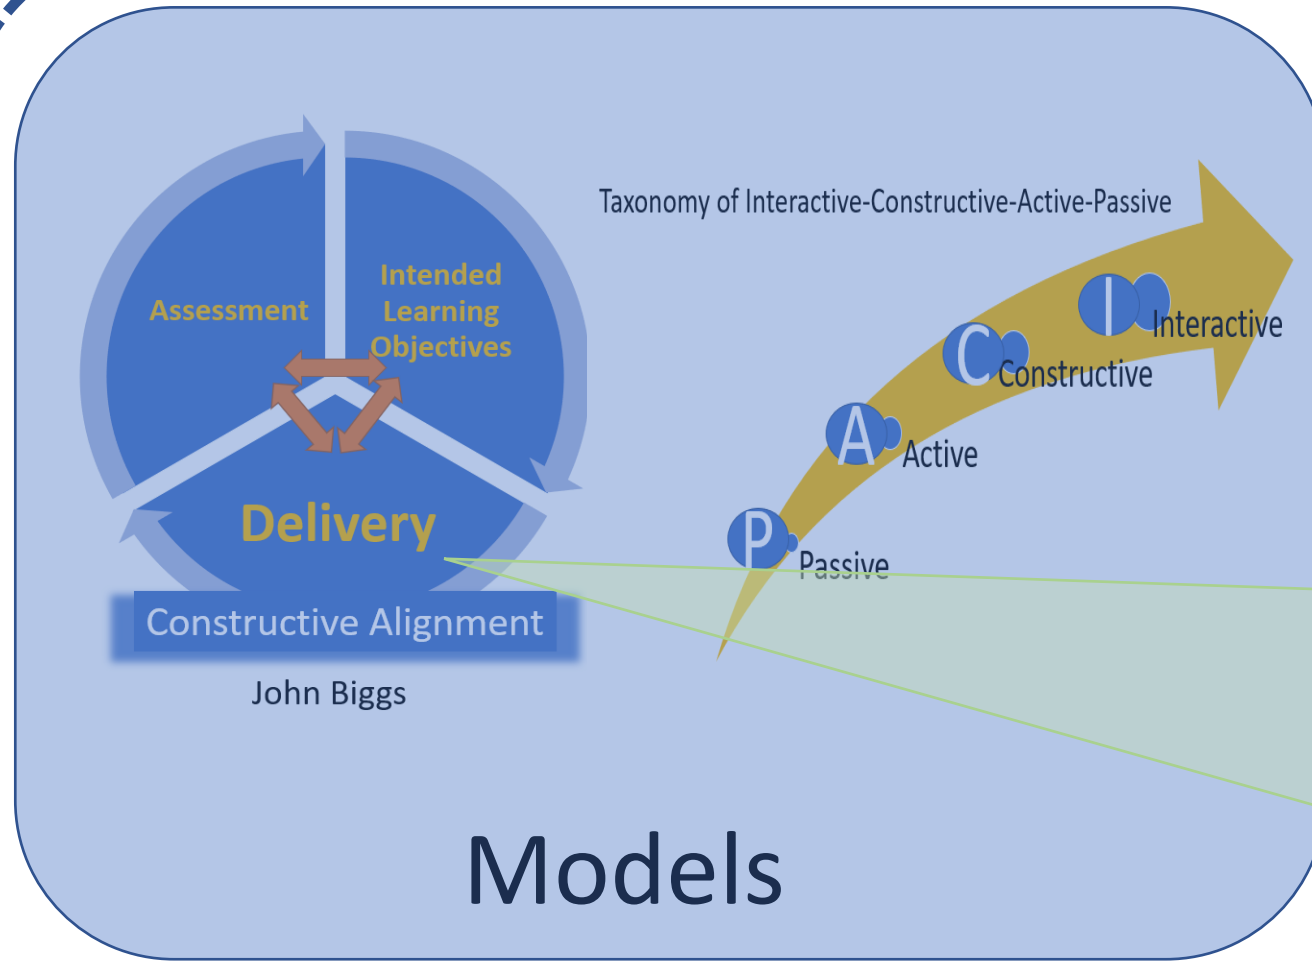 Assessment
Intended
Learning
Objectives
Delivery
Constructive Alignment
John Biggs
Taxonomy of Interactive-Constructive-Active-Passive
I
Interactive
C
Constructive
A
Active
P
Passive
Models